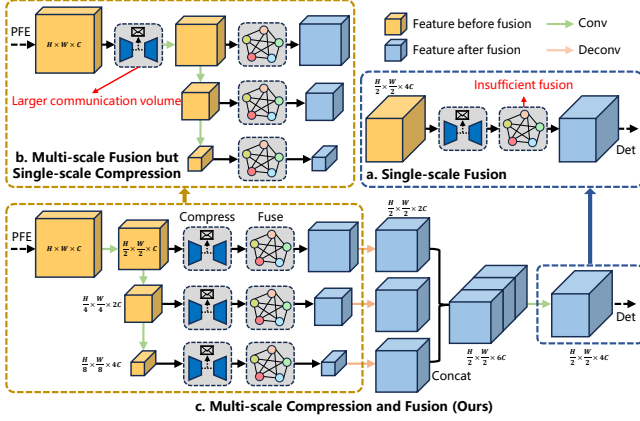 PFE
H × W × C
Larger communication volume
b. Multi-scale Fusion but
Single-scale Compression
Feature before fusion
Feature after fusion
Conv
Deconv
H/2 × W/2 × 4C
Insufficient fusion
Det
a. Single-scale Fusion
PFE
H × W × C
H/2 × W/2 × C
Compress
Fuse
H/2 × W/2 × 2C
H/4 × W/4 × 2C
H/8 × W/8 × 4C
Concat
H/2 × W/2 × 6C
H/2 × W/2 × 4C
Det
c. Multi-scale Compression and Fusion (Ours)